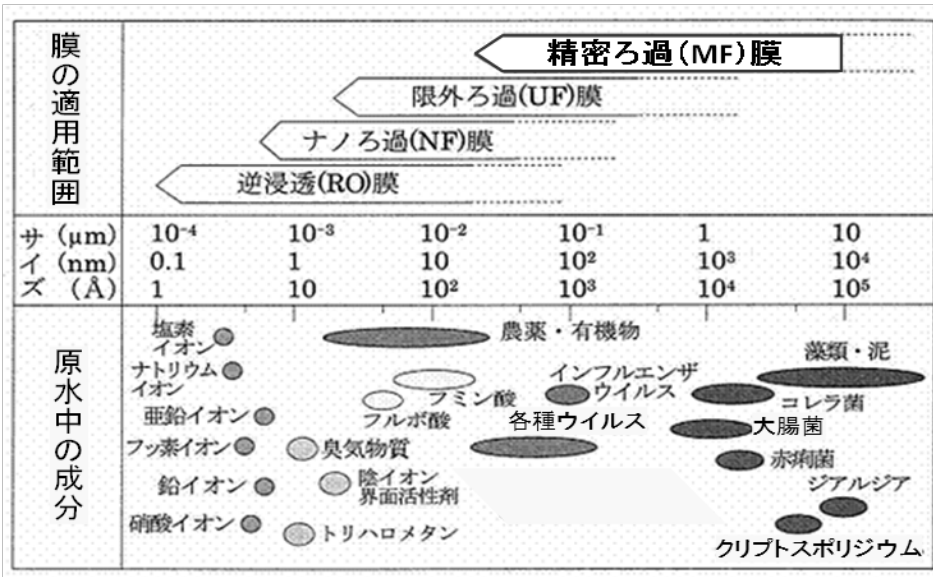 膜の適用範囲
精密ろ過(MF)膜
限外ろ過(UF)膜
ナノろ過(NF)膜
逆浸透(RO)膜
サイズ
(μm) 10⁻⁴ 10⁻³ 10⁻² 10⁻¹ 1 10
(nm) 0.1 1 10 10² 10³ 10⁴
(Å) 1 10 10² 10³ 10⁴ 10⁵
原水中の成分
塩素
イオン
農薬・有機物
藻類・泥
ナトリウム
イオン
フミン酸
フルボ酸
インフルエンザ
ウイルス
コレラ菌
亜鉛イオン
各種ウイルス
大腸菌
フッ素イオン
臭気物質
赤痢菌
鉛イオン
陰イオン
界面活性剤
ジアルジア
硝酸イオン
トリハロメタン
クリプトスポリジウム